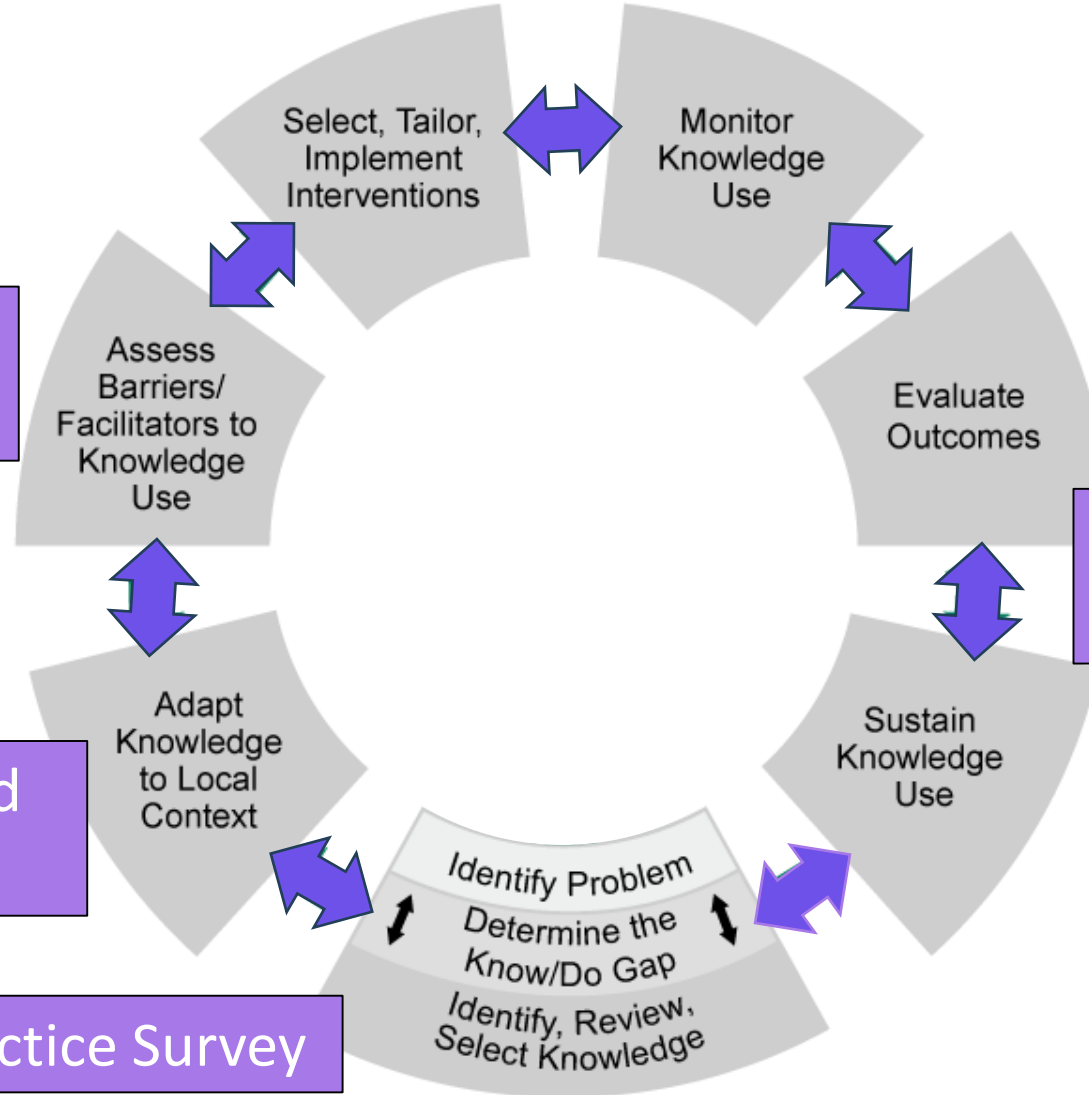 Select, Tailor,
Implement
Interventions
Monitor
Knowledge
Use
Assess
Barriers/
Facilitators to
Knowledge
Use
Evaluate
Outcomes
Adapt
Knowledge
to Local
Context
Sustain
Knowledge
Use
d
Identify Problem
Determine the
Know/Do Gap
Identify, Review,
Select Knowledge
ctice Survey